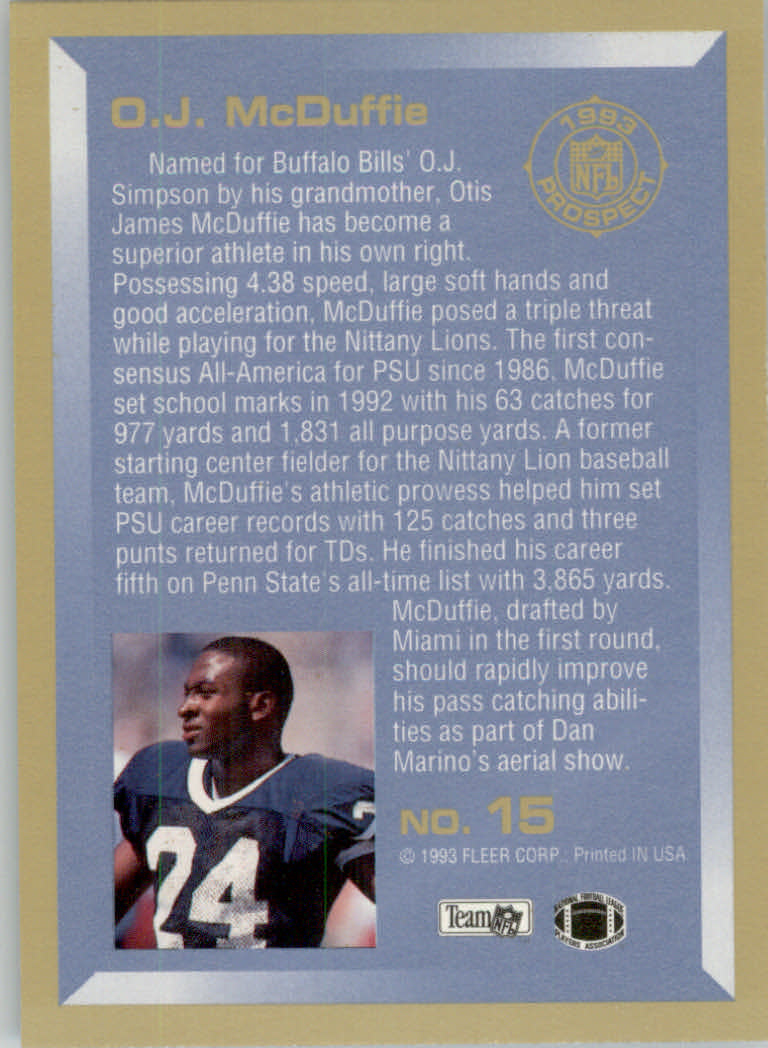 O.J. McDuffie
1993
NFL
PROSPECT
Named for Buffalo Bills' O.J.
Simpson by his grandmother, Otis
James McDuffie has become a
superior athlete in his own right.
Possessing 4.38 speed, large soft hands and
good acceleration, McDuffie posed a triple threat
while playing for the Nittany Lions. The first con-
sensus All-America for PSU since 1986, McDuffie
set school marks in 1992 with his 63 catches for
977 yards and 1,831 all purpose yards. A former
starting center fielder for the Nittany Lion baseball
team, McDuffie's athletic prowess helped him set
PSU career records with 125 catches and three
punts returned for TDs. He finished his career
fifth on Penn State's all-time list with 3,865 yards.
McDuffie, drafted by
Miami in the first round,
should rapidly improve
his pass catching abili-
ties as part of Dan
Marino's aerial show.
24
NO. 15
© 1993 FLEER CORP. Printed IN USA
Team NFL
NATIONAL FOOTBALL LEAGUE
PLAYERS ASSOCIATION